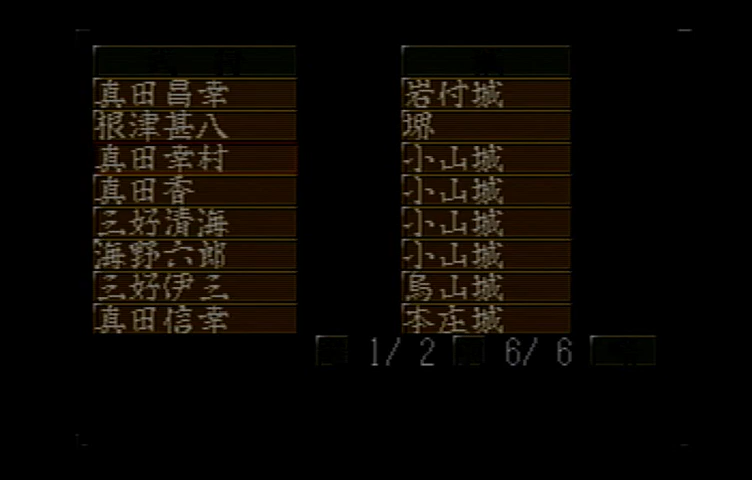 真田昌幸 岩付城
根津甚八 堺
真田幸村 小山城
真田香 小山城
三好清海 小山城
海野六郎 小山城
三好伊三 烏山城
真田信幸 本庄城
1/ 2 6/ 6